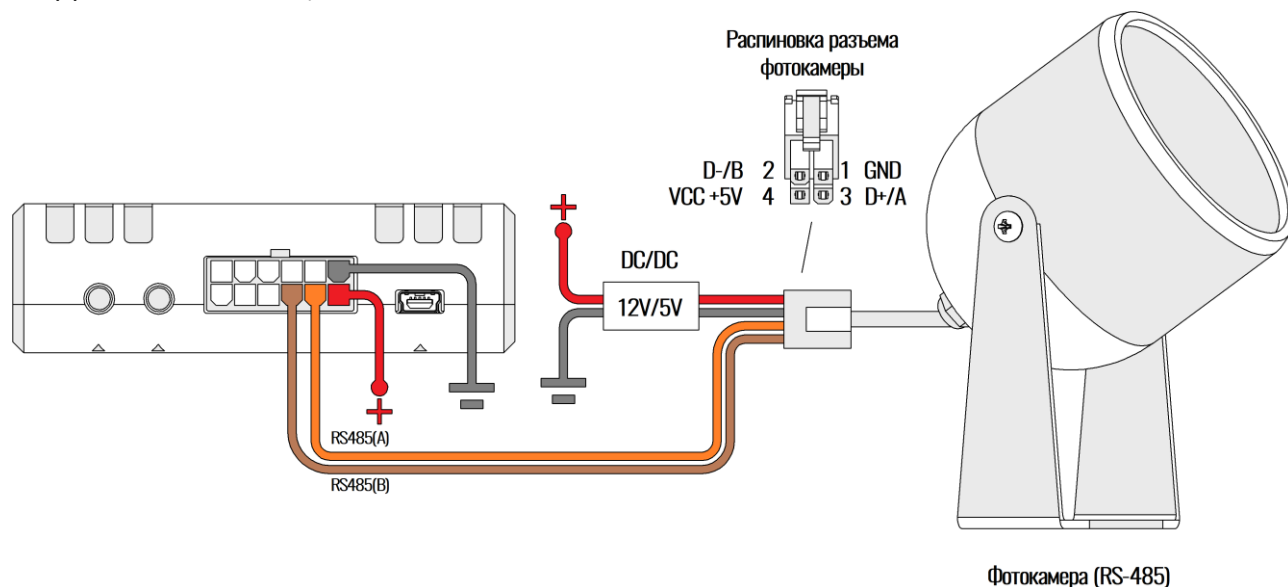 Распиновка разъема
фотокамеры
D-/B 2 1 GND
VCC +5V 4 3 D+/A
DC/DC
12V/5V
RS485(A)
RS485(B)
Фотокамера (RS-485)